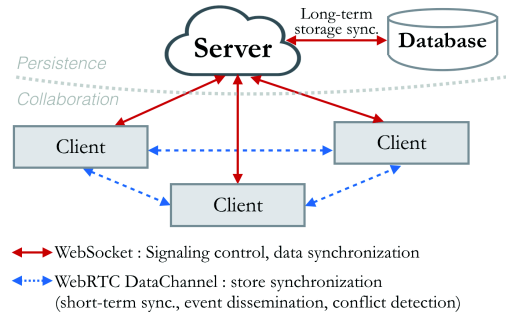 Long-term
storage sync.
Server
Database
Persistence
Collaboration
Client
Client
Client
WebSocket : Signaling control, data synchronization
WebRTC DataChannel : store synchronization
(short-term sync., event dissemination, conflict detection)